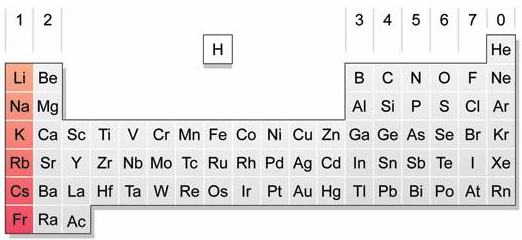 1 2 3 4 5 6 7 0
H He
Li Be B C N O F Ne
Na Mg Al Si P S Cl Ar
K Ca Sc Ti V Cr Mn Fe Co Ni Cu Zn Ga Ge As Se Br Kr
Rb Sr Y Zr Nb Mo Tc Ru Rh Pd Ag Cd In Sn Sb Te I Xe
Cs Ba La Hf Ta W Re Os Ir Pt Au Hg Tl Pb Bi Po At Rn
Fr Ra Ac